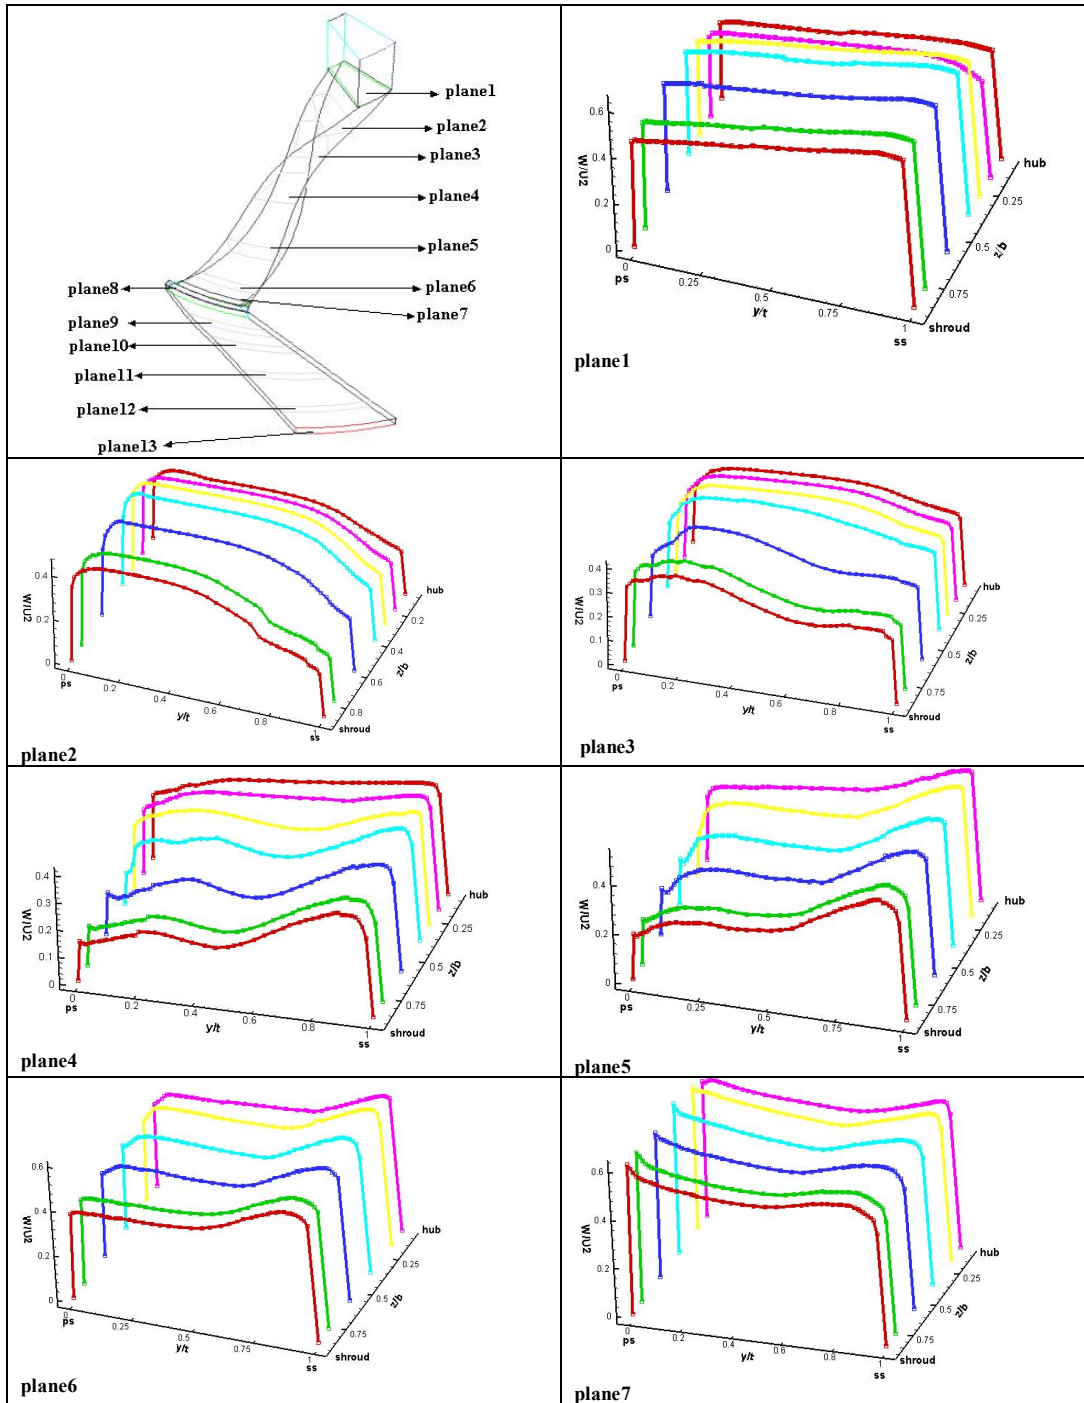 plane1
plane2
plane3
plane4
plane5
plane8
plane6
plane7
plane9
plane10
plane11
plane12
plane13
W/U2
0.6
0.4
0.2
0
ps
0.25
0.5
0.75
1
y/t
ss
shroud
0.75
0.5
0.25
z/b
hub
plane1
W/U2
0.4
0.2
0
ps
0
0.2
0.4
0.6
0.8
1
y/t
ss
shroud
0.8
0.6
0.4
0.2
z/b
hub
plane2
W/U2
0.4
0.3
0.2
0.1
0
ps
0
0.2
0.4
0.6
0.8
1
y/t
ss
shroud
0.75
0.5
0.25
z/b
hub
plane3
W/U2
0.4
0.3
0.2
0.1
0
ps
0
0.2
0.4
0.6
0.8
1
y/t
ss
shroud
0.75
0.5
0.25
z/b
hub
plane4
W/U2
0.4
0.2
0
ps
0
0.25
0.5
0.75
1
y/t
ss
shroud
0.75
0.5
0.25
z/b
hub
plane5
W/U2
0.6
0.4
0.2
0
ps
0
0.25
0.5
0.75
1
y/t
ss
shroud
0.75
0.5
0.25
z/b
hub
plane6
W/U2
0.6
0.4
0.2
0
ps
0
0.2
0.4
0.6
0.8
1
y/t
ss
shroud
0.75
0.5
0.25
z/b
hub
plane7